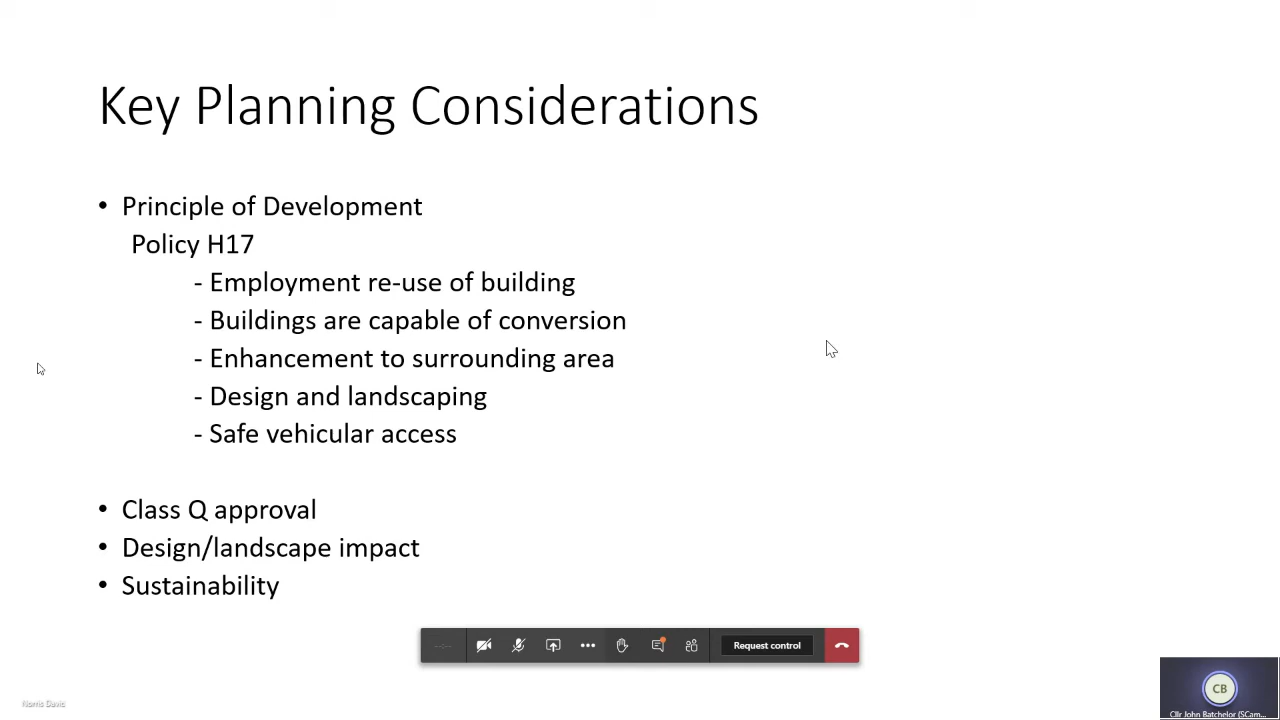 Key Planning Considerations
• Principle of Development
Policy H17
- Employment re-use of building
- Buildings are capable of conversion
- Enhancement to surrounding area
- Design and landscaping
- Safe vehicular access
• Class Q approval
• Design/landscape impact
• Sustainability
Request control
CB
Norris Davis
Cllr John Batchelor (SCam...